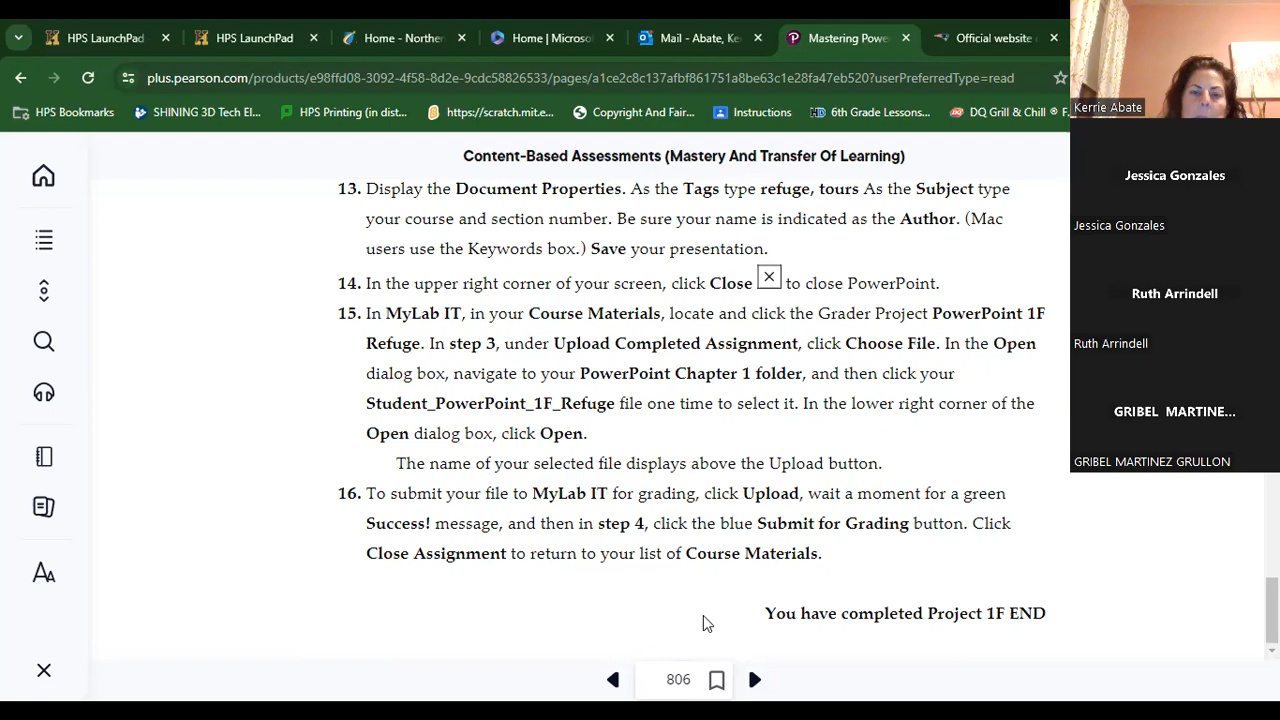 HPS LaunchPad
HPS LaunchPad
Home - Norther
Home | Microso
Mail - Abate, Ke
Mastering Powe
Official website
plus.pearson.com/products/e98ffd08-3092-4f58-8d2e-9cdc58826533/pages/a1ce2c8c137afbf861751a8be63c1e28fa47eb520?userPreferredType=read
HPS Bookmarks
SHINING 3D Tech El...
HPS Printing (in dist...
https://scratch.mit.e...
Copyright And Fair...
Instructions
6th Grade Lessons...
DQ Grill & Chill ® F
Content-Based Assessments (Mastery And Transfer Of Learning)
13. Display the Document Properties. As the Tags type refuge, tours As the Subject type
your course and section number. Be sure your name is indicated as the Author. (Mac
users use the Keywords box.) Save your presentation.
14. In the upper right corner of your screen, click Close to close PowerPoint.
15. In MyLab IT, in your Course Materials, locate and click the Grader Project PowerPoint 1F
Refuge. In step 3, under Upload Completed Assignment, click Choose File. In the Open
dialog box, navigate to your PowerPoint Chapter 1 folder, and then click your
Student_PowerPoint_1F_Refuge file one time to select it. In the lower right corner of the
Open dialog box, click Open.
The name of your selected file displays above the Upload button.
16. To submit your file to MyLab IT for grading, click Upload, wait a moment for a green
Success! message, and then in step 4, click the blue Submit for Grading button. Click
Close Assignment to return to your list of Course Materials.
You have completed Project 1F END
806
Kerrie Abate
Jessica Gonzales
Jessica Gonzales
Ruth Arrindell
Ruth Arrindell
GRIBEL MARTINE...
GRIBEL MARTINEZ GRULLON